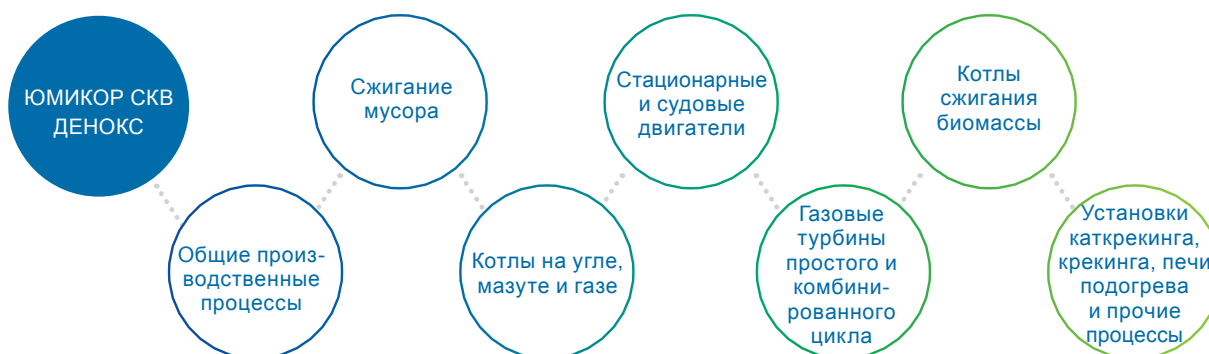 ЮМИКОР СКВ
ДЕНОКС
Общие произ-
водственные
процессы
Сжигание
мусора
Котлы на угле,
мазуте и газе
Стационарные
и судовые
двигатели
Газовые
турбины
простого и
комбини-
рованного
цикла
Котлы
сжигания
биомассы
Установки
каткрекинга,
крекинга, печи
подогрева
и прочие
процессы